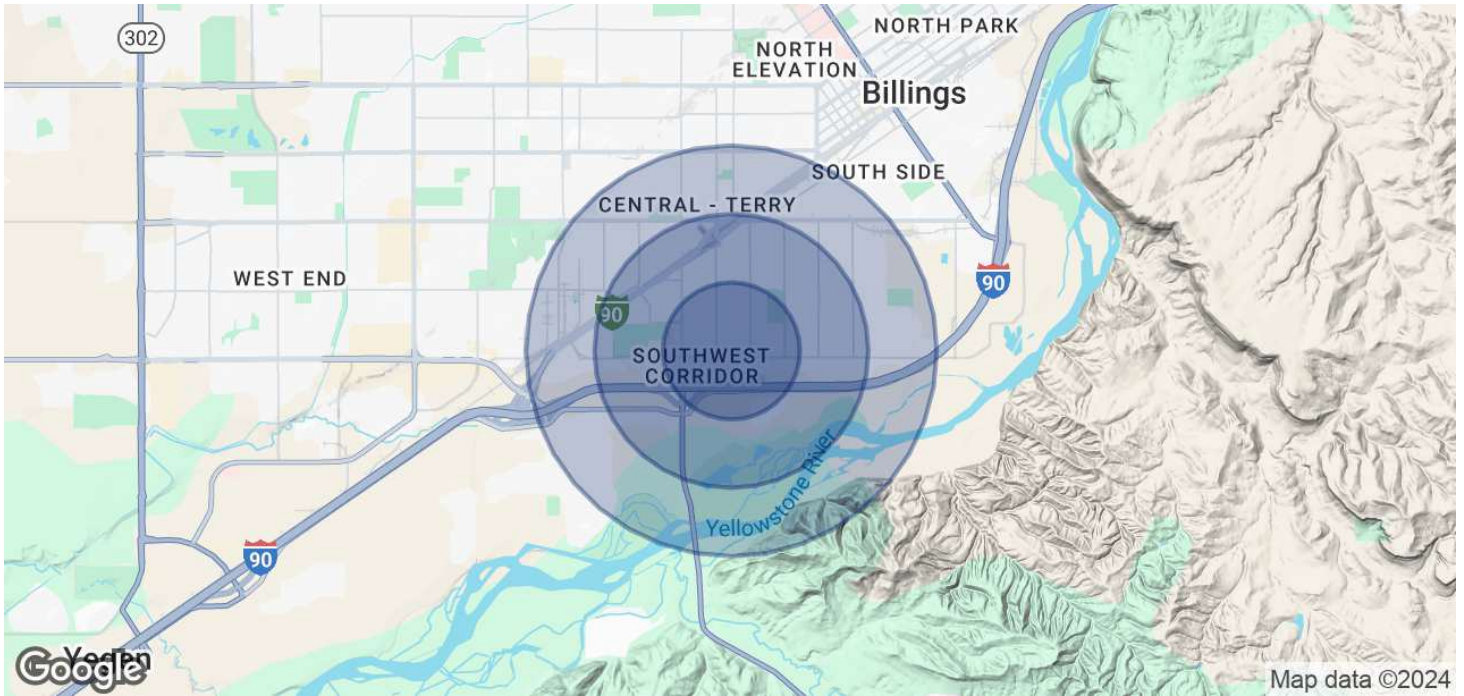 302
NORTH PARK
NORTH
ELEVATION
Billings
SOUTH SIDE
CENTRAL - TERRY
WEST END
90
90
SOUTHWEST
CORRIDOR
Yellowstone River
90
Yegen
Google
Map data ©2024